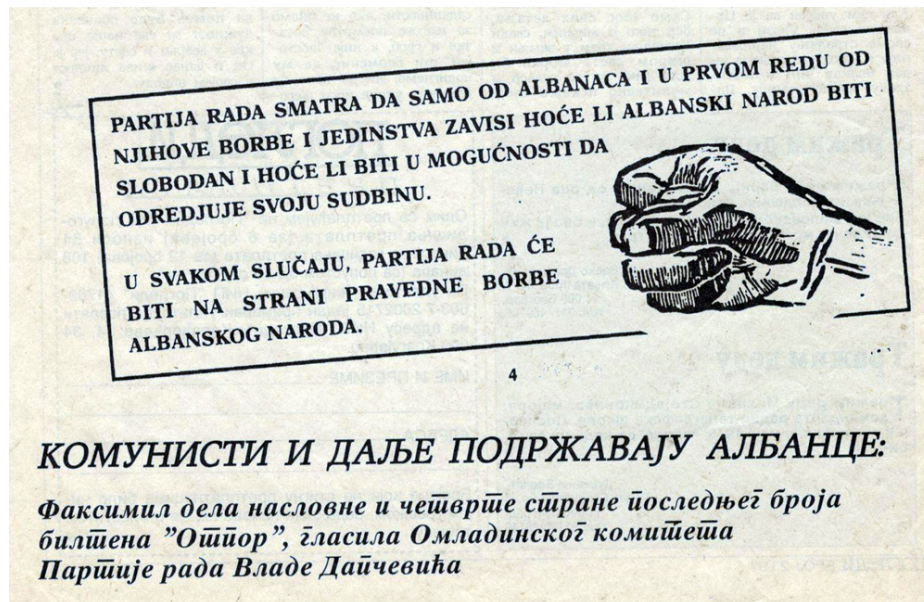 PARTIJA RADA SMATRA DA SAMO OD ALBANACA I U PRVOM REDU OD
NJIHOVE BORBE I JEDINSTVA ZAVISI HOĆE LI ALBANSKI NAROD BITI
SLOBODAN I HOĆE LI BITI U MOGUĆNOSTI DA
ODREDJUJE SVOJU SUDBINU.
U SVAKOM SLUČAJU, PARTIJA RADA ĆE
BITI NA STRANI PRAVEDNE BORBE
ALBANSKOG NARODA.
4
КОМУНИСТИ И ДАЉЕ ПОДРЖАВАЈУ АЛБАНЦЕ:
Факсимил дела насловне и четврте стране последњег броја
билтена "Отпор", гласила Омладинског комитета
Партије рада Владе Дапчевића